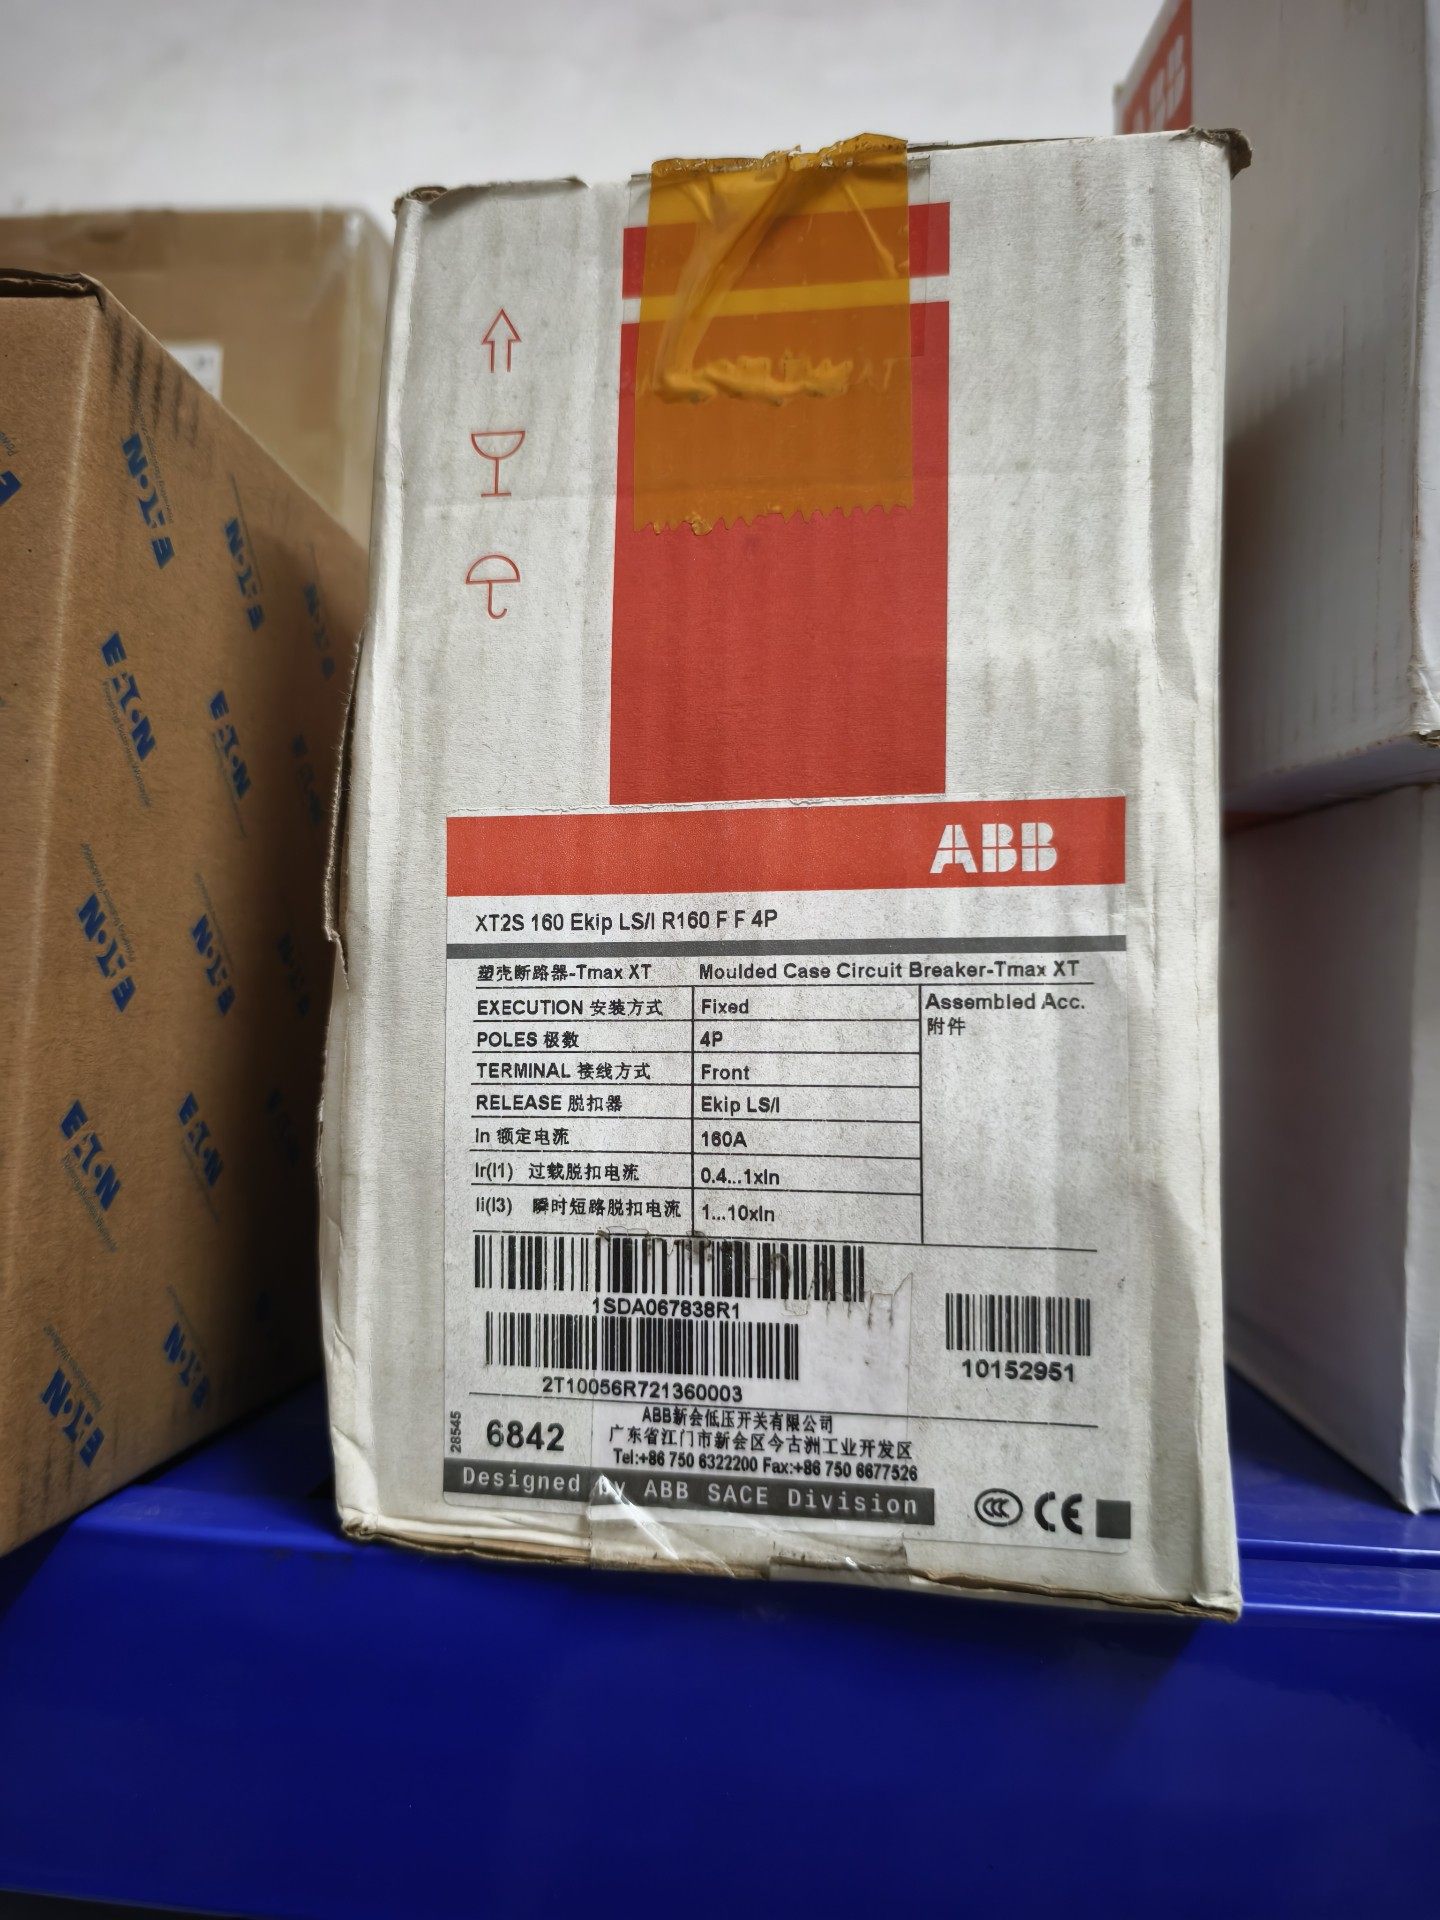 ABB
XT2S 160 Ekip LS/I R160 F F 4P
塑壳断路器-Tmax XT Moulded Case Circuit Breaker-Tmax XT
EXECUTION 安装方式 Fixed Assembled Acc.
附件
POLES 极数 4P
TERMINAL 接线方式 Front
RELEASE 脱扣器 Ekip LS/I
In 额定电流 160A
Ir(I1) 过载脱扣电流 0.4...1xIn
Ii(I3) 瞬时短路脱扣电流 1...10xIn
1SDA067838R1
10152951
2T10056R721360003
28545
6842
ABB新会低压开关有限公司
广东省江门市新会区今古洲工业开发区
Tel:+86 750 6322200 Fax:+86 750 6677526
Designed by ABB SACE Division
CCC CE
E·T·N
E·T·N
E·T·N
E·T·N
E·T·N
E·T·N
E·T·N
E·T·N
E·T·N
E·T·N